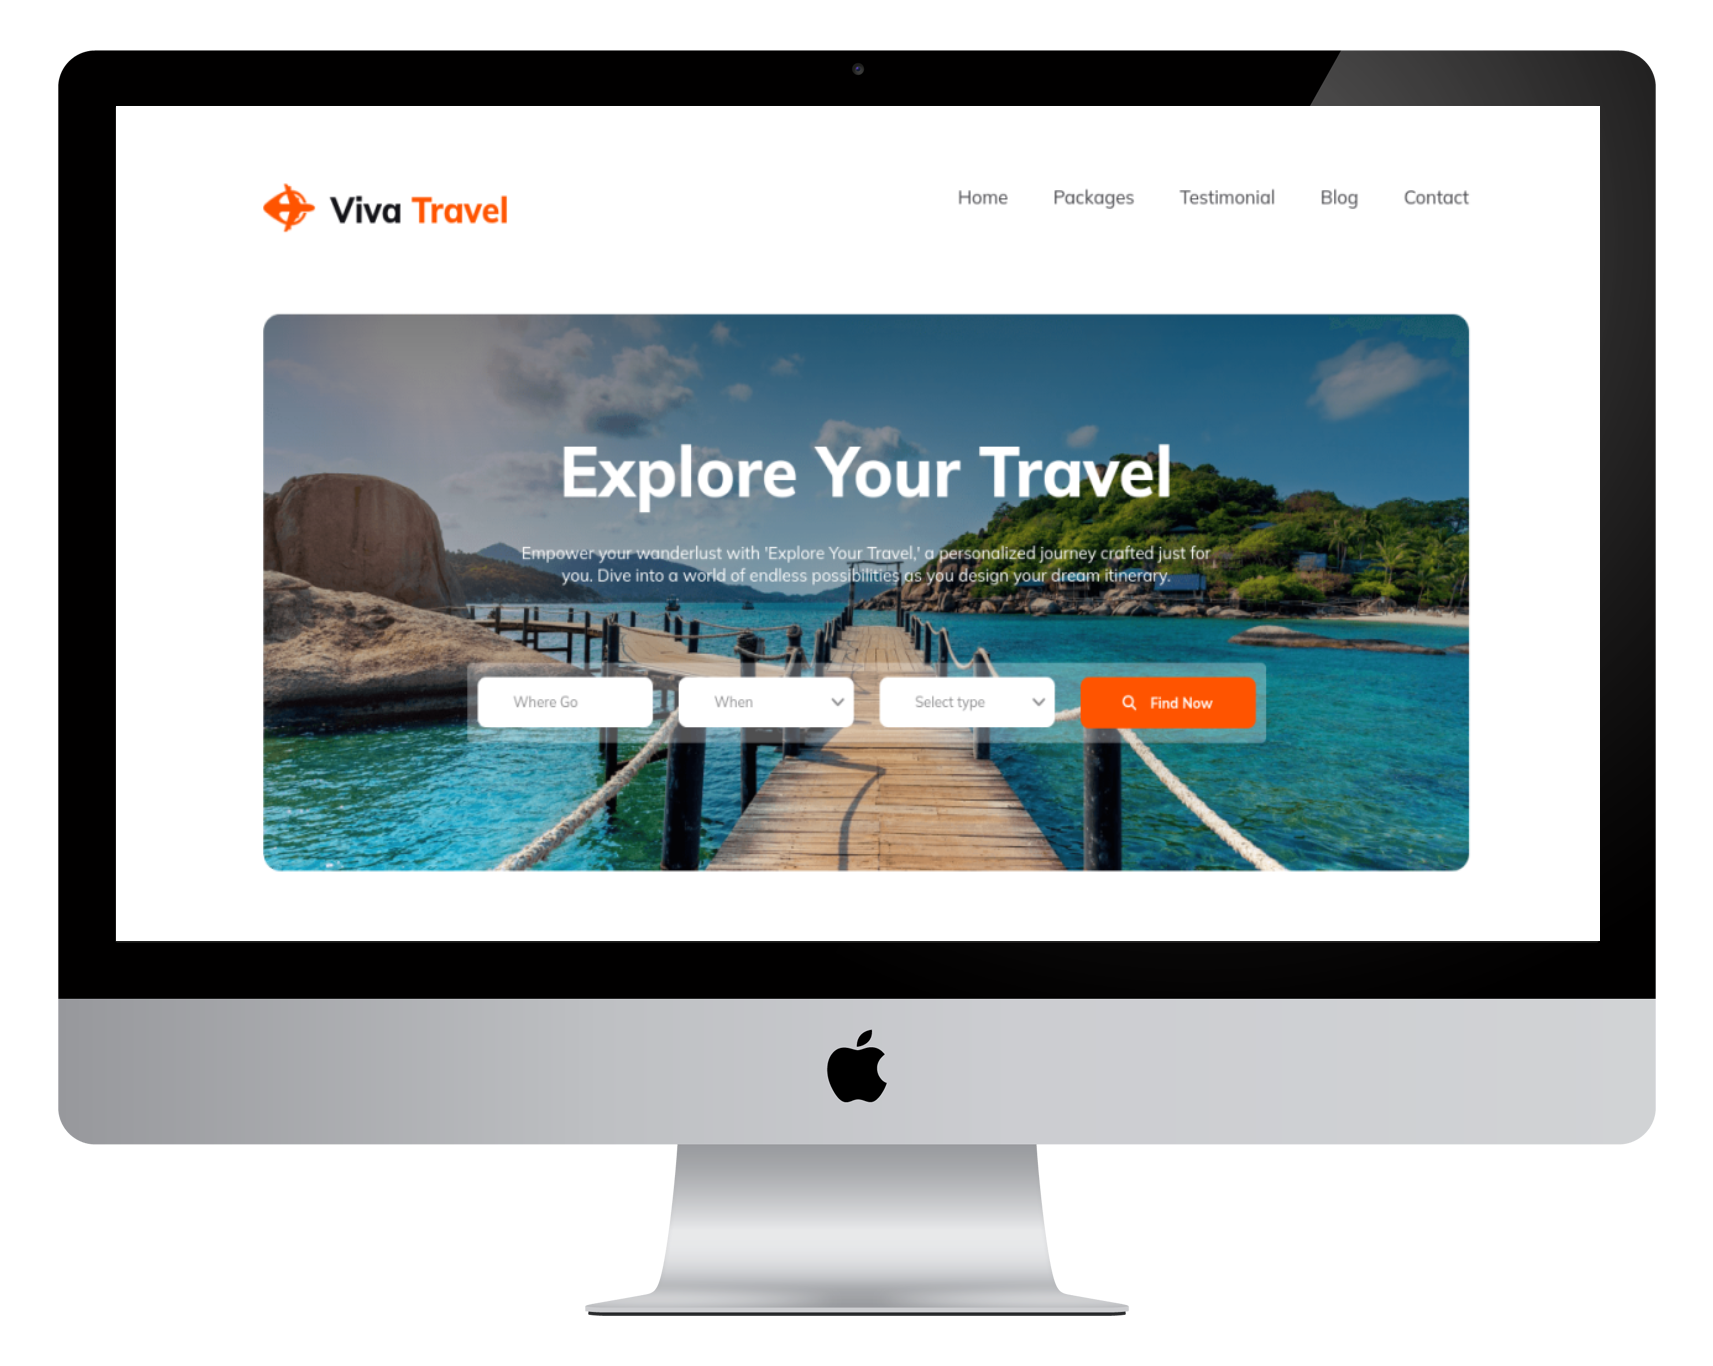 Viva Travel
Home Packages Testimonial Blog Contact
Explore Your Travel
Empower your wanderlust with 'Explore Your Travel,' a personalized journey crafted just for
you. Dive into a world of endless possibilities as you design your dream itinerary.
Where Go When Select type Find Now